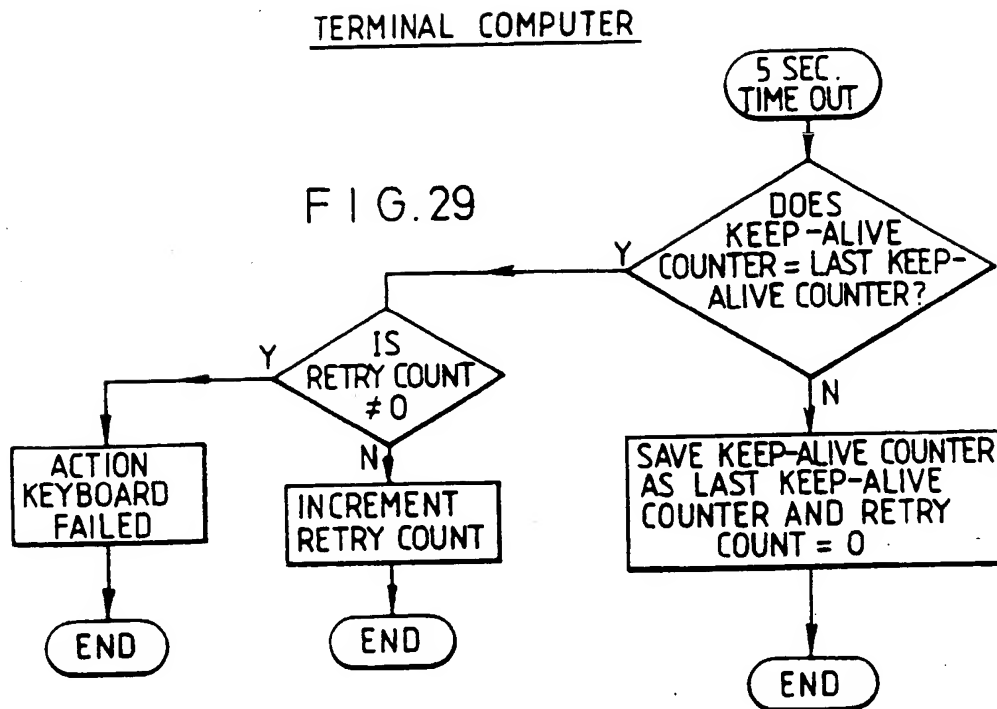 TERMINAL COMPUTER
5 SEC.
TIME OUT
FIG. 29
DOES
KEEP-ALIVE
COUNTER = LAST KEEP-
ALIVE COUNTER?
Y
N
IS
RETRY COUNT
≠ 0
Y
N
ACTION
KEYBOARD
FAILED
INCREMENT
RETRY COUNT
SAVE KEEP-ALIVE COUNTER
AS LAST KEEP-ALIVE
COUNTER AND RETRY
COUNT = 0
END
END
END